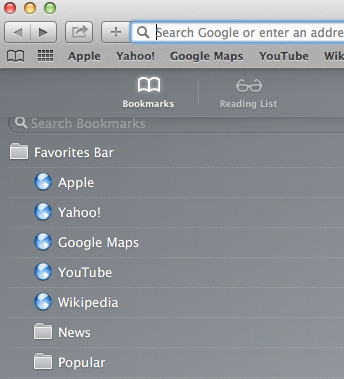 Search Google or enter an addre
Apple Yahoo! Google Maps YouTube Wik
Bookmarks Reading List
Search Bookmarks
Favorites Bar
Apple
Yahoo!
Google Maps
YouTube
Wikipedia
News
Popular